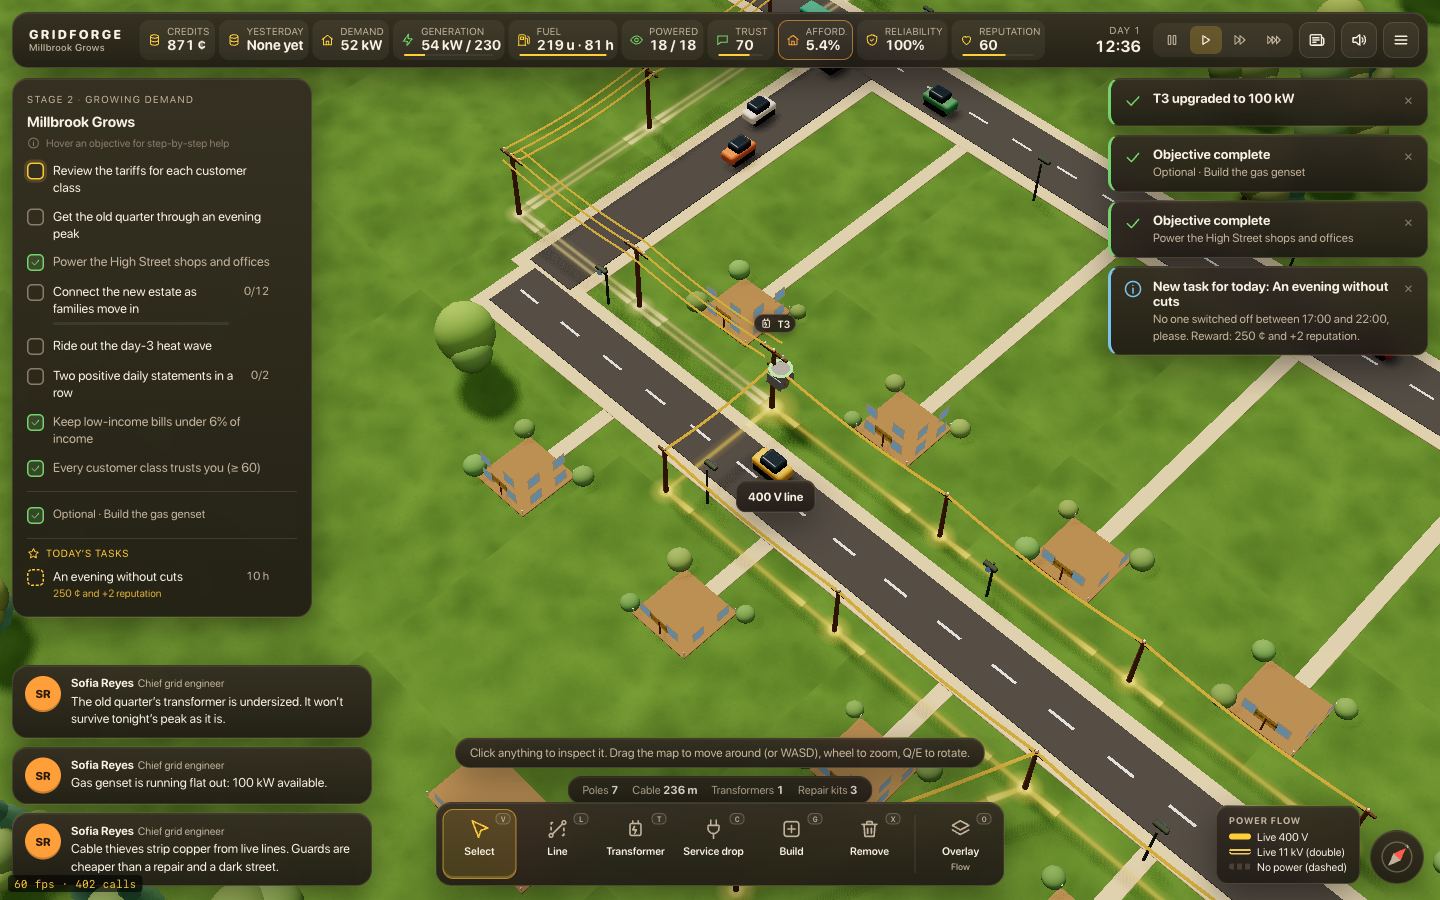 GRIDFORGE
Millbrook Grows
CREDITS
871 ¢
YESTERDAY
None yet
DEMAND
52 kW
GENERATION
54 kW / 230
FUEL
219 u · 81 h
POWERED
18 / 18
TRUST
70
AFFORD.
5.4%
RELIABILITY
100%
REPUTATION
60
DAY 1
12:36
STAGE 2 · GROWING DEMAND
Millbrook Grows
Hover an objective for step-by-step help
Review the tariffs for each customer
class
Get the old quarter through an evening
peak
Power the High Street shops and offices
Connect the new estate as 0/12
families move in
Ride out the day-3 heat wave
Two positive daily statements in a 0/2
row
Keep low-income bills under 6% of
income
Every customer class trusts you (≥ 60)
Optional · Build the gas genset
TODAY'S TASKS
An evening without cuts 10 h
250 ¢ and +2 reputation
T3 upgraded to 100 kW
Objective complete
Optional · Build the gas genset
Objective complete
Power the High Street shops and offices
New task for today: An evening without
cuts
No one switched off between 17:00 and 22:00,
please. Reward: 250 ¢ and +2 reputation.
T3
400 V line
SR
Sofia Reyes Chief grid engineer
The old quarter's transformer is undersized. It won't
survive tonight's peak as it is.
SR
Sofia Reyes Chief grid engineer
Gas genset is running flat out: 100 kW available.
SR
Sofia Reyes Chief grid engineer
Cable thieves strip copper from live lines. Guards are
cheaper than a repair and a dark street.
60 fps · 402 calls
Click anything to inspect it. Drag the map to move around (or WASD), wheel to zoom, Q/E to rotate.
Poles 7 Cable 236 m Transformers 1 Repair kits 3
V
Select
L
Line
T
Transformer
C
Service drop
G
Build
X
Remove
O
Overlay
Flow
POWER FLOW
Live 400 V
Live 11 kV (double)
No power (dashed)